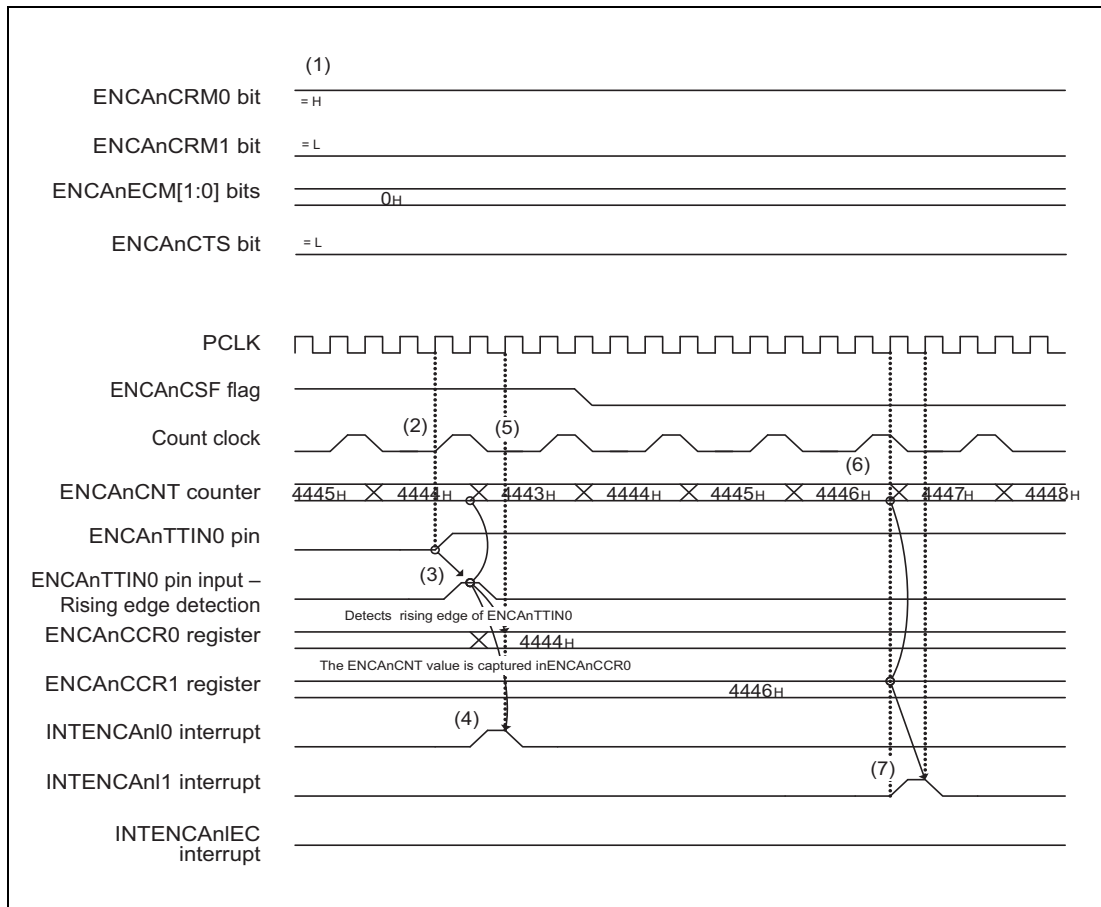 (1)
ENCAnCRM0 bit
= H
ENCAnCRM1 bit
= L
ENCAnECM[1:0] bits
0H
ENCAnCTS bit
= L
PCLK
ENCAnCSF flag
Count clock
(2)
(5)
(6)
ENCAnCNT counter
4445H 4444H 4443H 4444H 4445H 4446H 4447H 4448H
ENCAnTTIN0 pin
(3)
ENCAnTTIN0 pin input –
Rising edge detection
Detects rising edge of ENCAnTTIN0
ENCAnCCR0 register
4444H
The ENCAnCNT value is captured inENCAnCCR0
ENCAnCCR1 register
4446H
INTENCAnI0 interrupt
(4)
INTENCAnI1 interrupt
(7)
INTENCAnIEC
interrupt